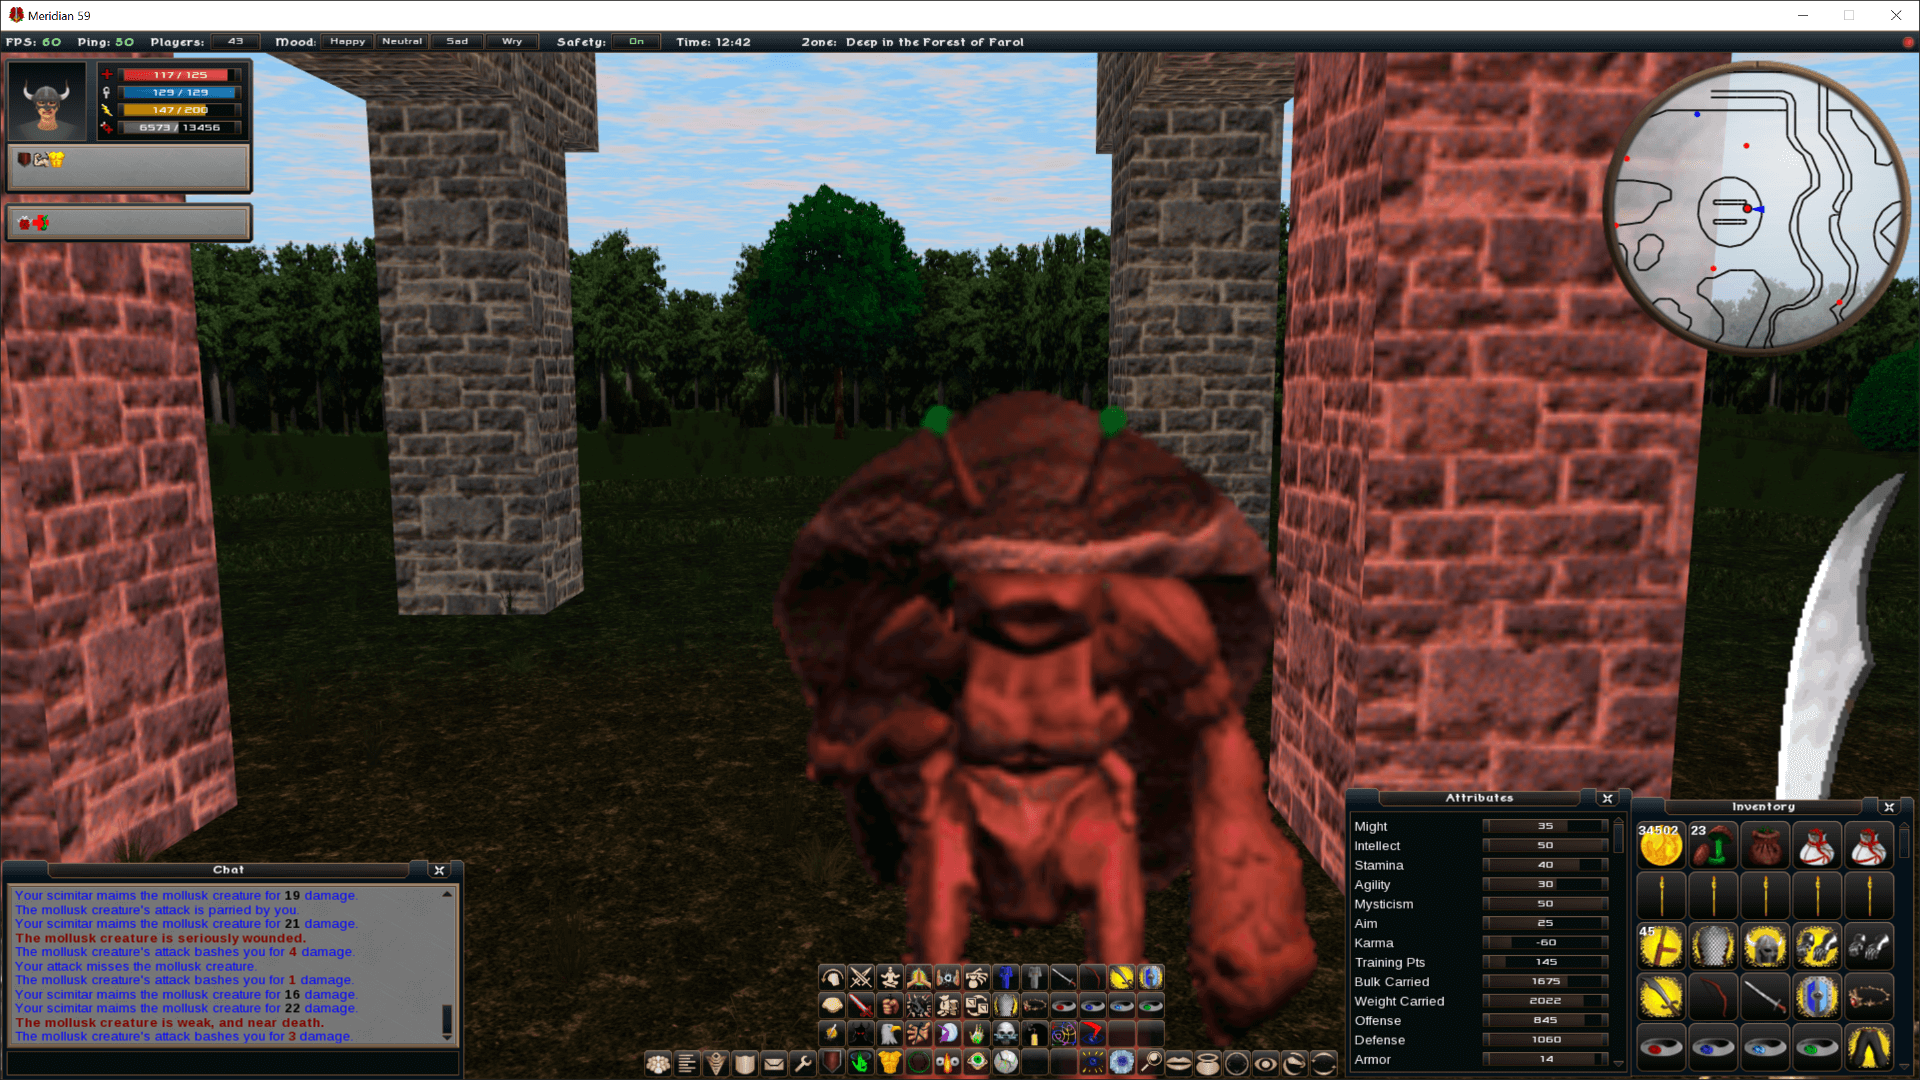 Meridian 59
FPS: 60 Ping: 50 Players: 43 Mood: Happy Neutral Sad Wry Safety: On Time: 12:42 Zone: Deep in the Forest of Farol
117 / 125
129 / 129
147 / 200
6573 / 13456
Chat
Your scimitar maims the mollusk creature for 19 damage.
The mollusk creature's attack is parried by you.
Your scimitar maims the mollusk creature for 21 damage.
The mollusk creature is seriously wounded.
The mollusk creature's attack bashes you for 4 damage.
Your attack misses the mollusk creature.
The mollusk creature's attack bashes you for 1 damage.
Your scimitar maims the mollusk creature for 16 damage.
Your scimitar maims the mollusk creature for 22 damage.
The mollusk creature is weak, and near death.
The mollusk creature's attack bashes you for 3 damage.
Attributes
Might 35
Intellect 50
Stamina 40
Agility 30
Mysticism 50
Aim 25
Karma -60
Training Pts 145
Bulk Carried 1675
Weight Carried 2022
Offense 845
Defense 1060
Armor 14
Inventory
34502 23
45